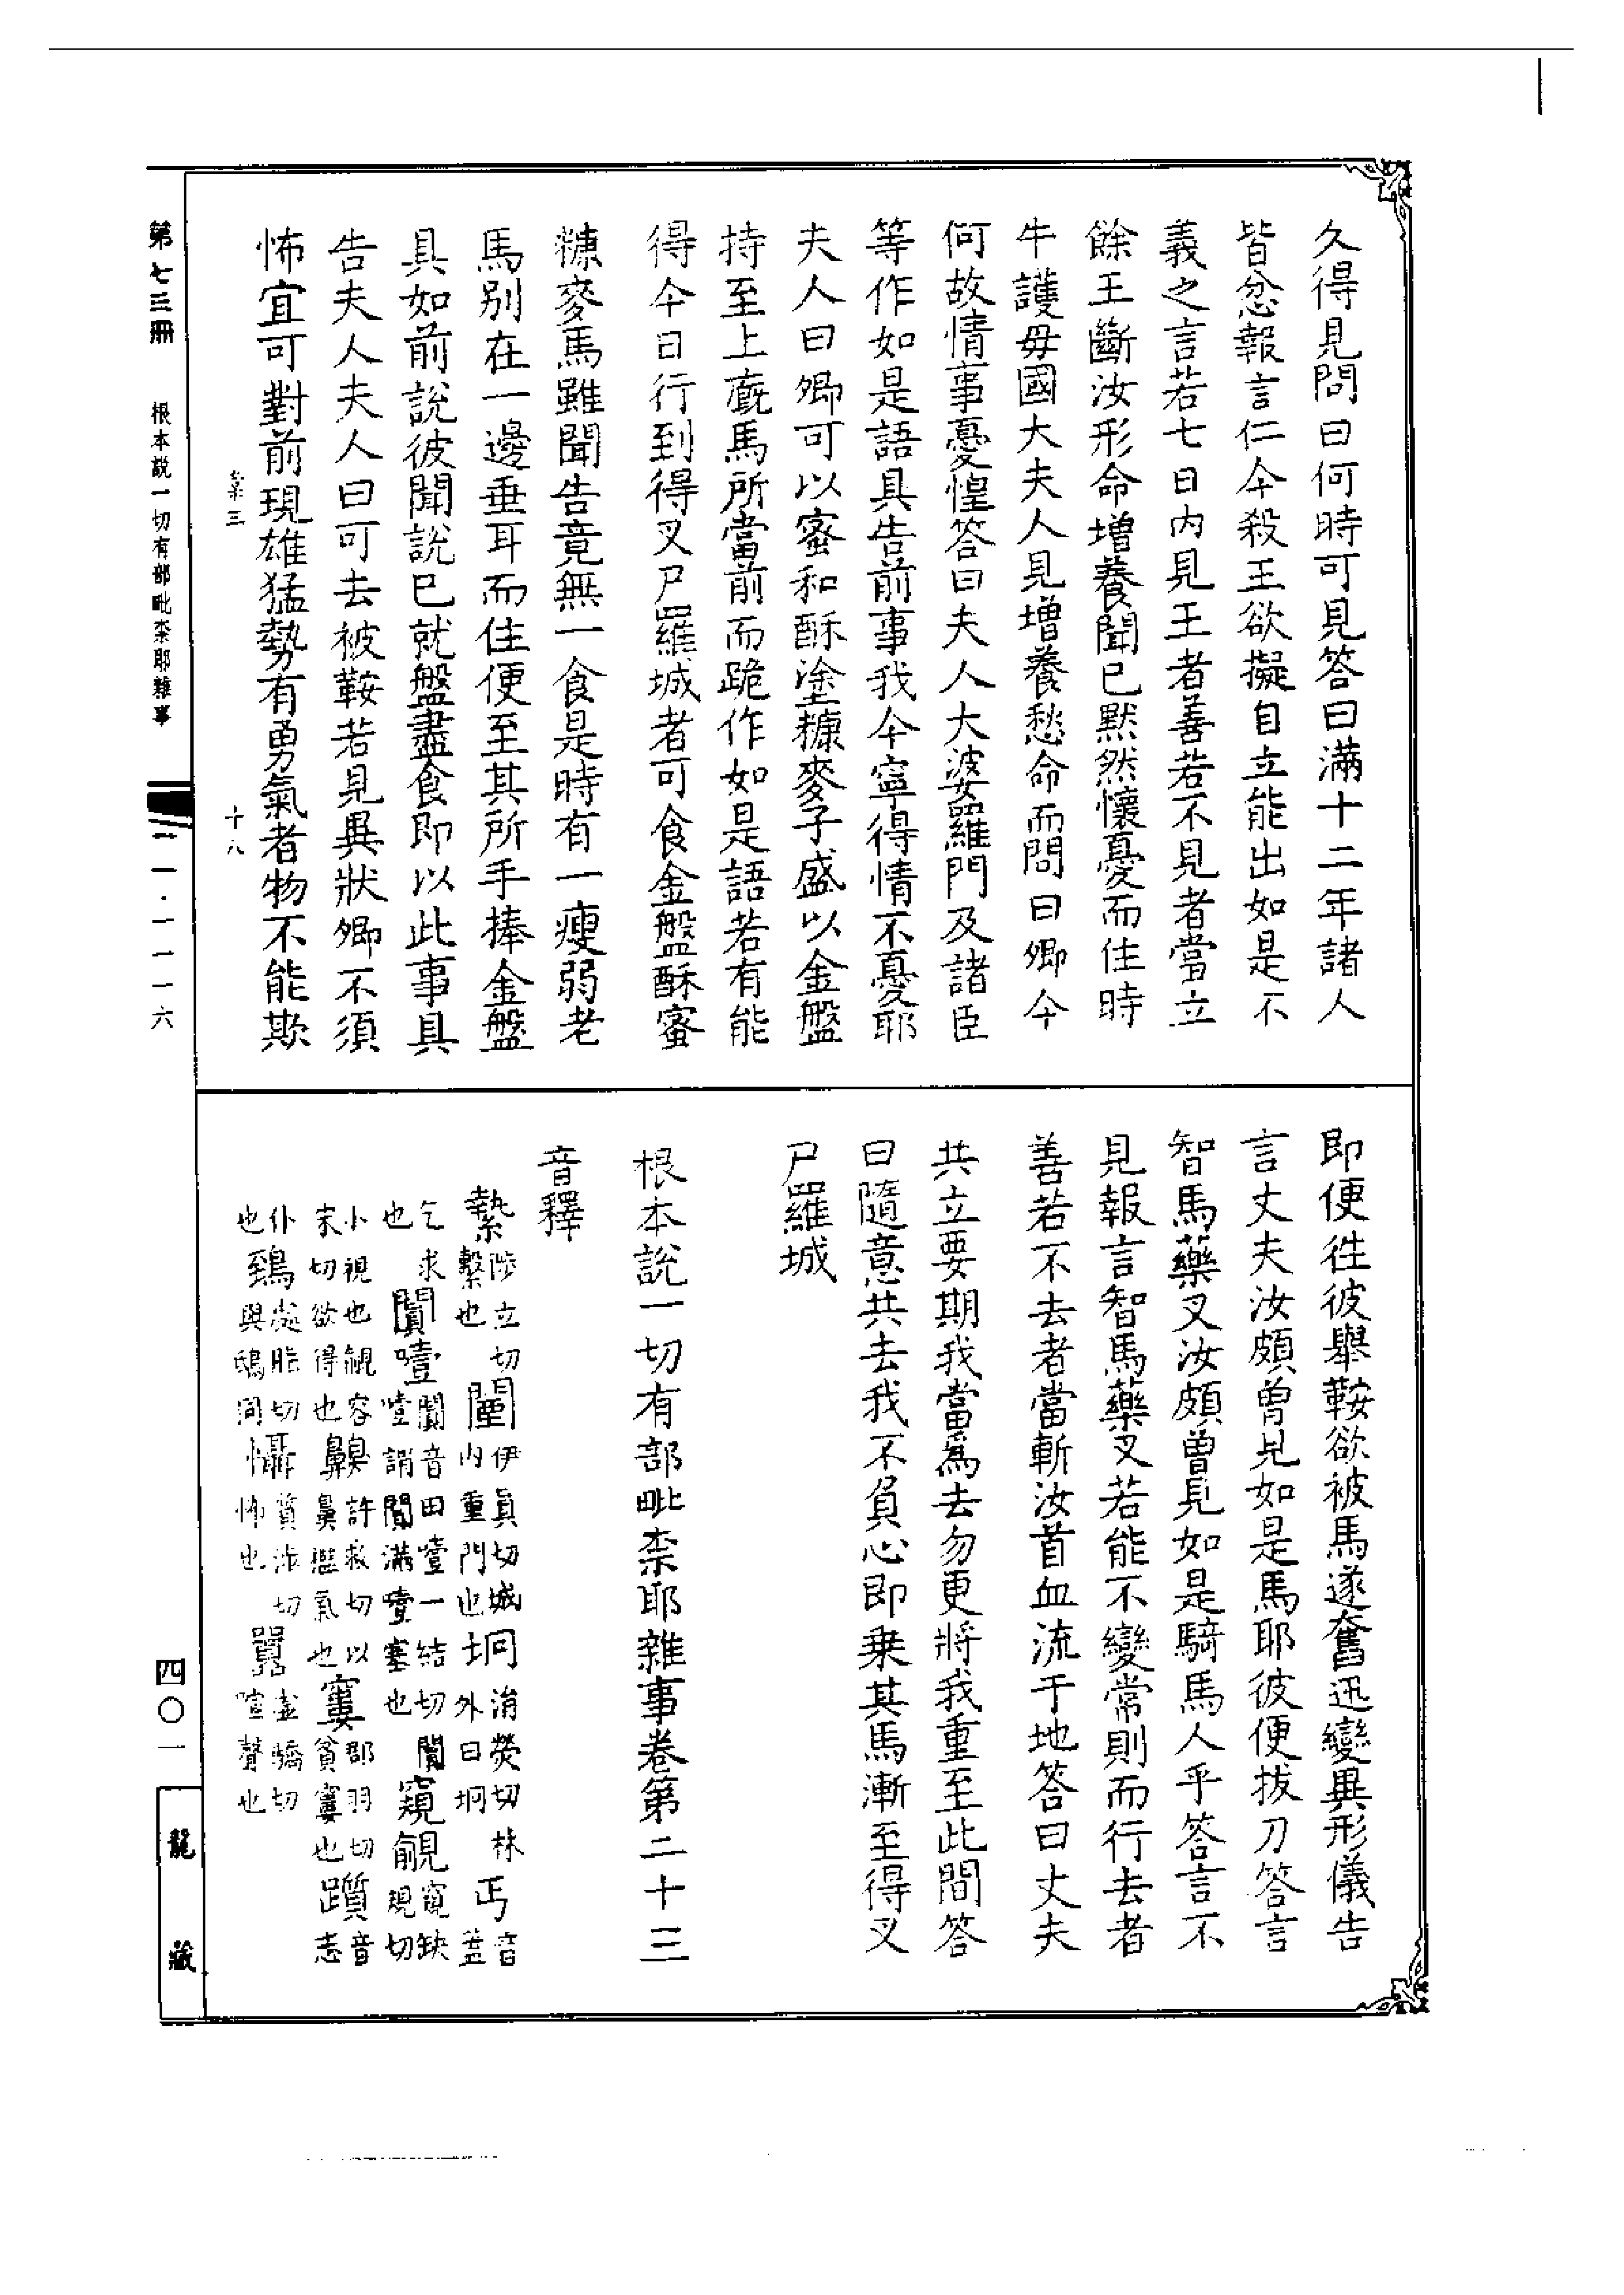 久得見問曰何時可見答曰滿十二年諸人
皆忿報言仁今殺王欲擬自立能出如是不
義之言若七日內見王者善若不見者當立
餘王斷汝形命增養聞已默然懷憂而住時
牛護母國大夫人見增養愁命而問曰卿今
何故情事憂惶答曰夫人大婆羅門及諸臣
等作如是語具告前事我今寧得情不憂耶
夫人曰卿可以蜜和酥塗糠麥子盛以金盤
持至上廐馬所當前而跪作如是語若有能
得今日行到得叉尸羅城者可食金盤酥蜜
糠麥馬雖聞告竟無一食是時有一瘦弱老
馬別在一邊垂耳而住便至其所手捧金盤
具如前說彼聞說已就盤盡食即以此事具
告夫人夫人曰可去被鞍若見異狀卿不須
怖宜可對前現雄猛勢有勇氣者物不能欺
即便往彼舉鞍欲被馬遂奮迅變異形儀告
言丈夫汝頗曾見如是馬耶彼便拔刀答言
智馬藥叉汝頗曾見如是騎馬人乎答言不
見報言智馬藥叉若能不變常則而行去者
善若不去者當斬汝首血流于地答曰丈夫
共立要期我當爲去勿更將我重至此間答
曰隨意共去我不負心即乘其馬漸至得叉
尸羅城
根本說一切有部毗柰耶雜事卷第二十三
音釋
縶陟立切繫也 闉伊眞切城內重門也 坰涓熒切林外曰坰 丐音蓋
乞求也 闐噎闐音田噎一結切闐噎謂闐滿噎塞也 窺覦窺缺規切
小視也覦容朱切欲得也 齅許救切以鼻𢷤氣也 窶郡羽切貧窶也 躓音志
仆也 鵄處脂切與鴟同 懾質涉切怖也 囂虛驕切喧聲也
第七三冊 根本說一切有部毗柰耶雜事
彙三 十八
二一·一一一六
四〇一
龍藏